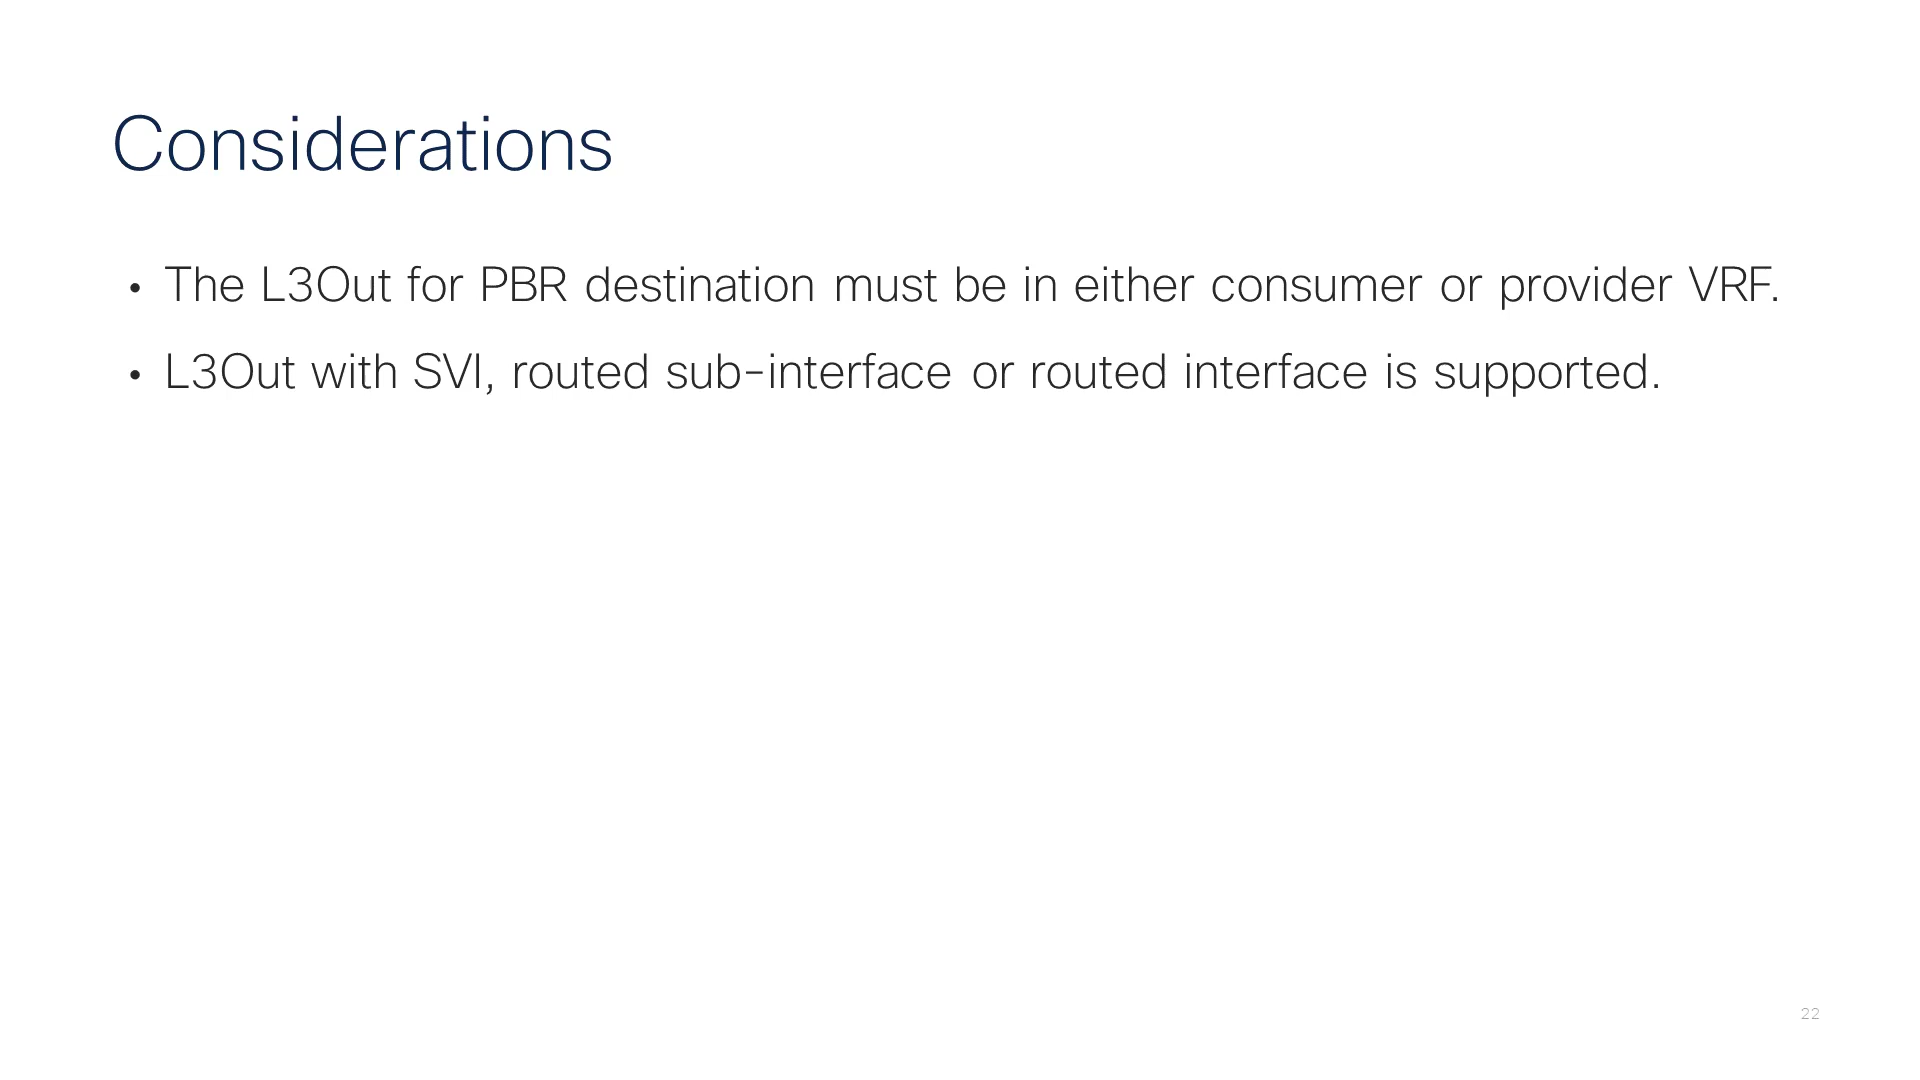 Considerations
• The L3Out for PBR destination must be in either consumer or provider VRF.
• L3Out with SVI, routed sub-interface or routed interface is supported.
22